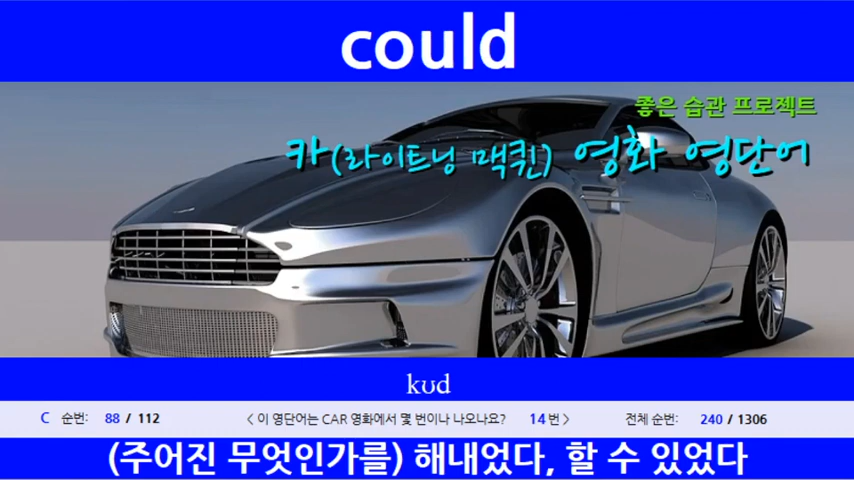 could
좋은 습관 프로젝트
카(라이트닝 맥퀸) 영화 영단어
kʊd
C 순번: 88 / 112 < 이 영단어는 CAR 영화에서 몇 번이나 나오나요? 14번 > 전체 순번: 240 / 1306
(주어진 무엇인가를) 해내었다, 할 수 있었다